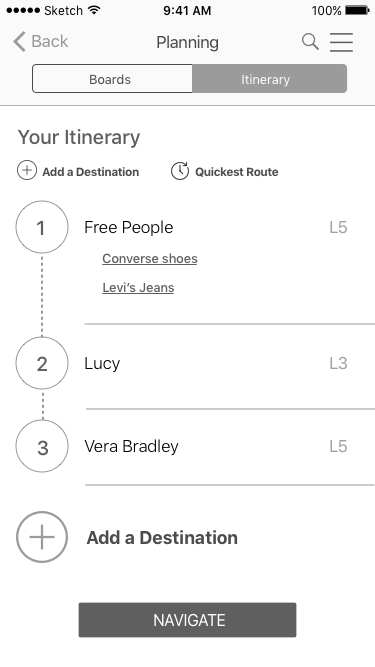 Sketch 9:41 AM 100%
Back Planning
Boards Itinerary
Your Itinerary
Add a Destination Quickest Route
1 Free People L5
Converse shoes
Levi's Jeans
2 Lucy L3
3 Vera Bradley L5
Add a Destination
NAVIGATE